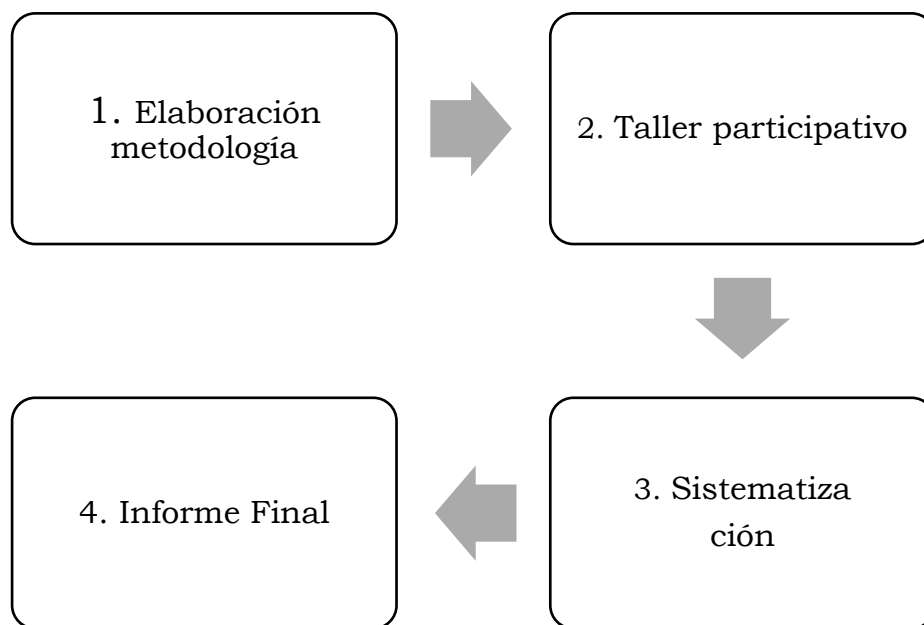 1. Elaboración
metodología
2. Taller participativo
3. Sistematiza
ción
4. Informe Final